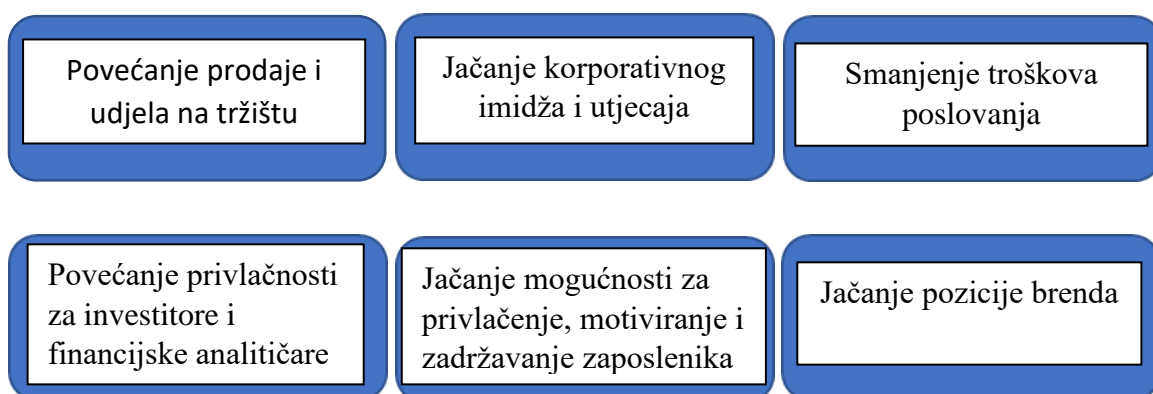 Povećanje prodaje i
udjela na tržištu
Jačanje korporativnog
imidža i utjecaja
Smanjenje troškova
poslovanja
Povećanje privlačnosti
za investitore i
financijske analitičare
Jačanje mogućnosti za
privlačenje, motiviranje i
zadržavanje zaposlenika
Jačanje pozicije brenda